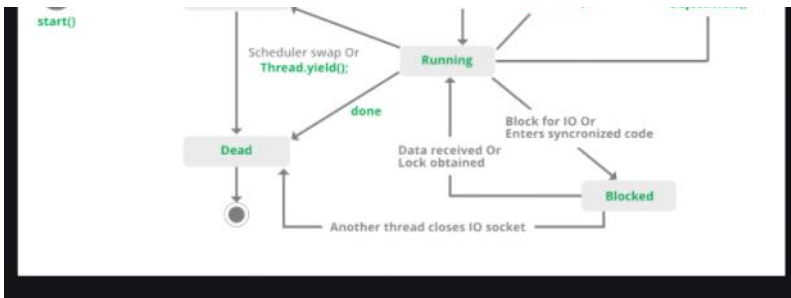 start()
Scheduler swap Or
Thread.yield();
Running
done
Block for IO Or
Enters syncronized code
Data received Or
Lock obtained
Dead
Blocked
Another thread closes IO socket